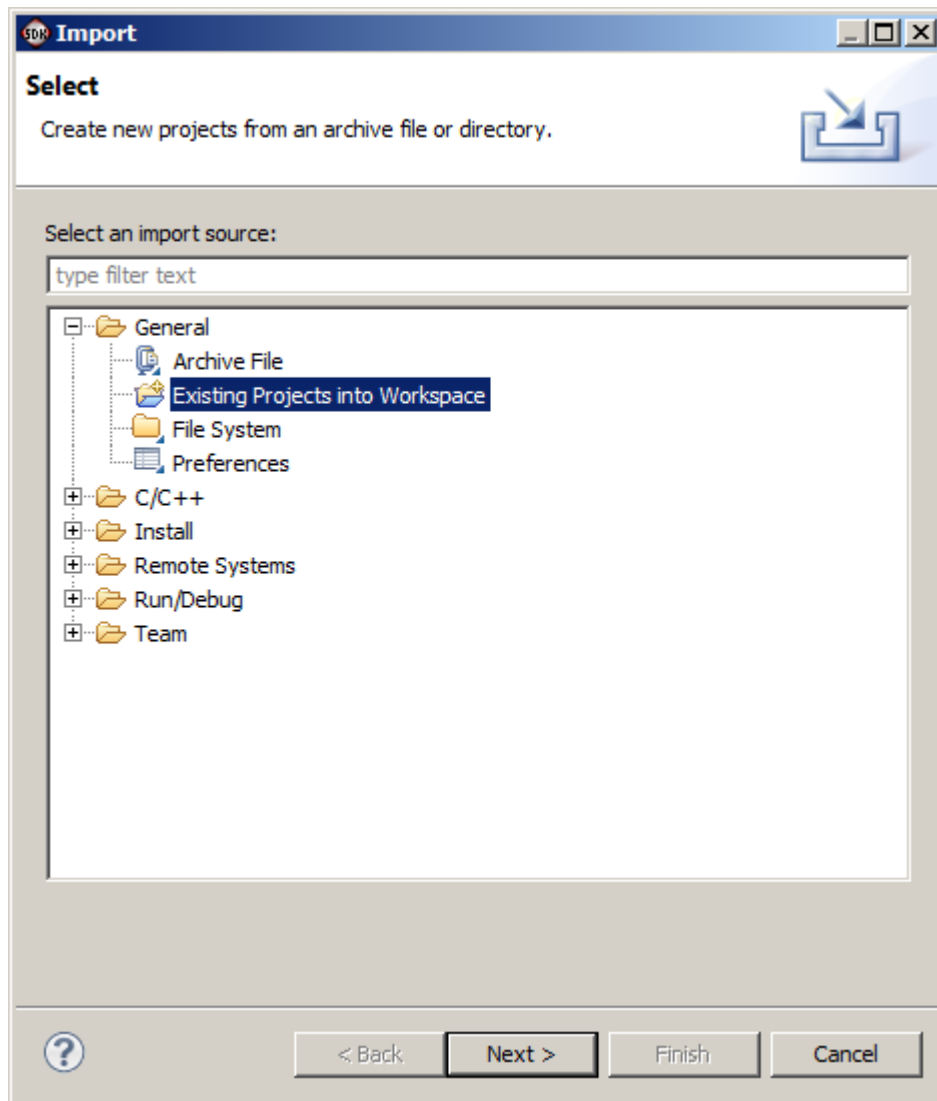 SDK Import
Select
Create new projects from an archive file or directory.
Select an import source:
type filter text
General
Archive File
Existing Projects into Workspace
File System
Preferences
C/C++
Install
Remote Systems
Run/Debug
Team
? < Back Next > Finish Cancel